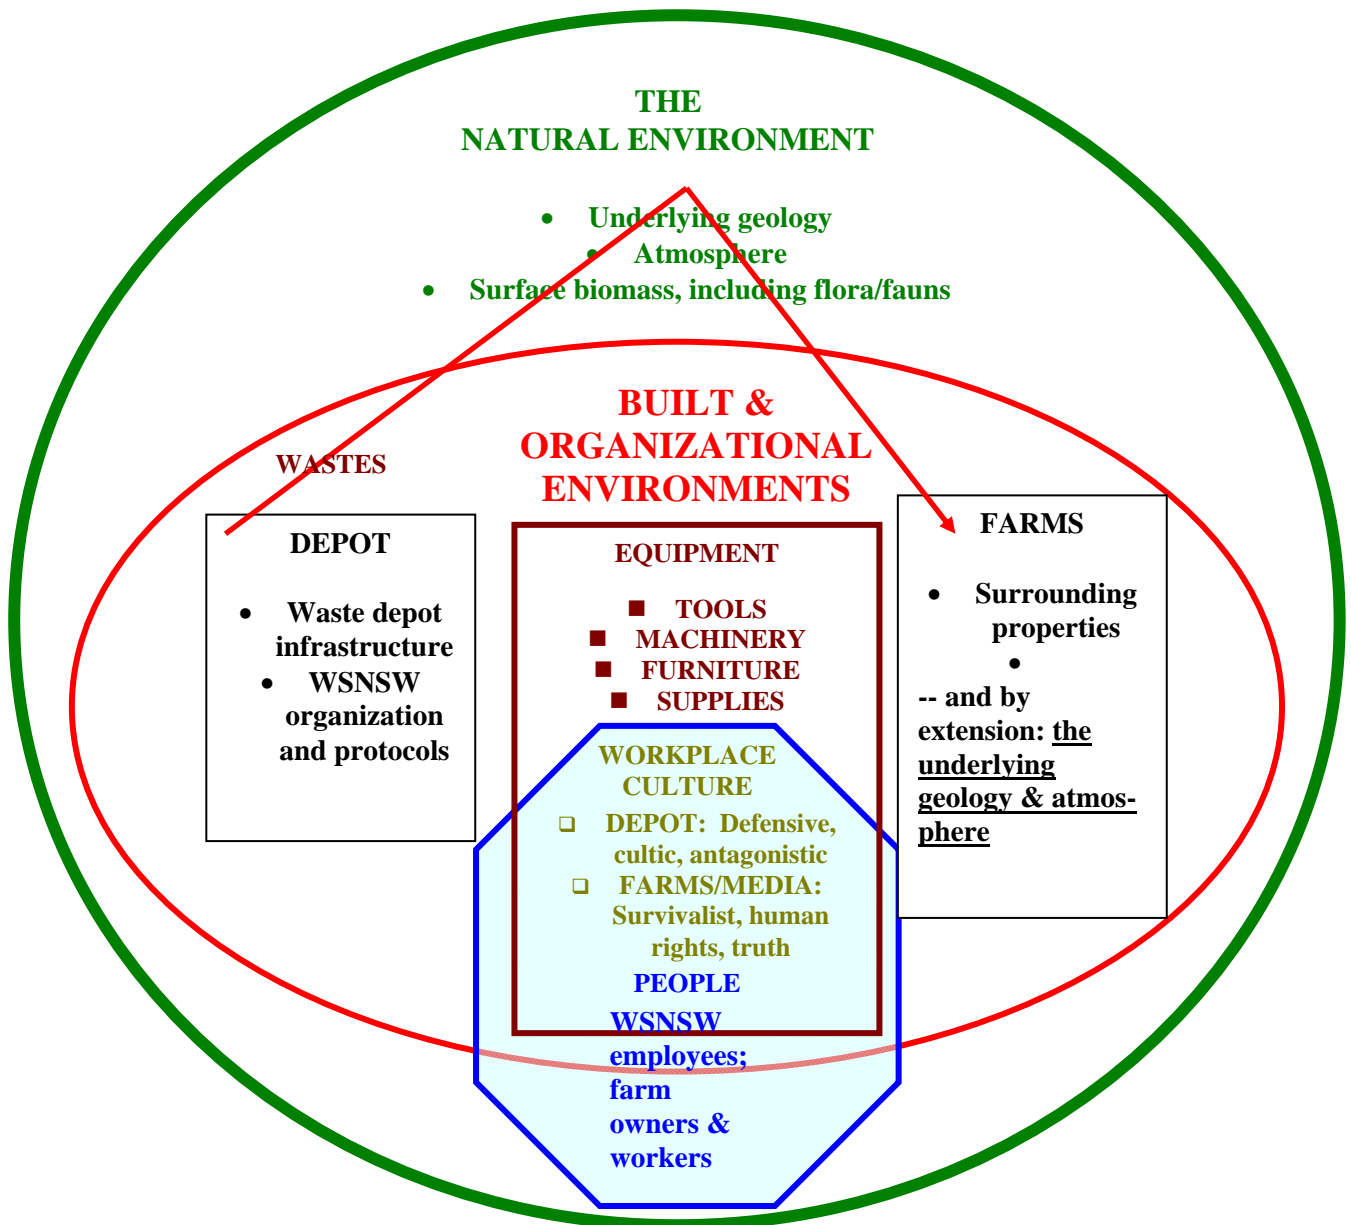 THE
NATURAL ENVIRONMENT
• Underlying geology
• Atmosphere
• Surface biomass, including flora/fauns
BUILT &
ORGANIZATIONAL
ENVIRONMENTS
WASTES
DEPOT
• Waste depot
infrastructure
• WSNSW
organization
and protocols
EQUIPMENT
■ TOOLS
■ MACHINERY
■ FURNITURE
■ SUPPLIES
WORKPLACE
CULTURE
❑ DEPOT: Defensive,
cultic, antagonistic
❑ FARMS/MEDIA:
Survivalist, human
rights, truth
PEOPLE
WSNSW
employees;
farm
owners &
workers
FARMS
• Surrounding
properties
•
-- and by
extension: the
underlying
geology & atmos-
phere